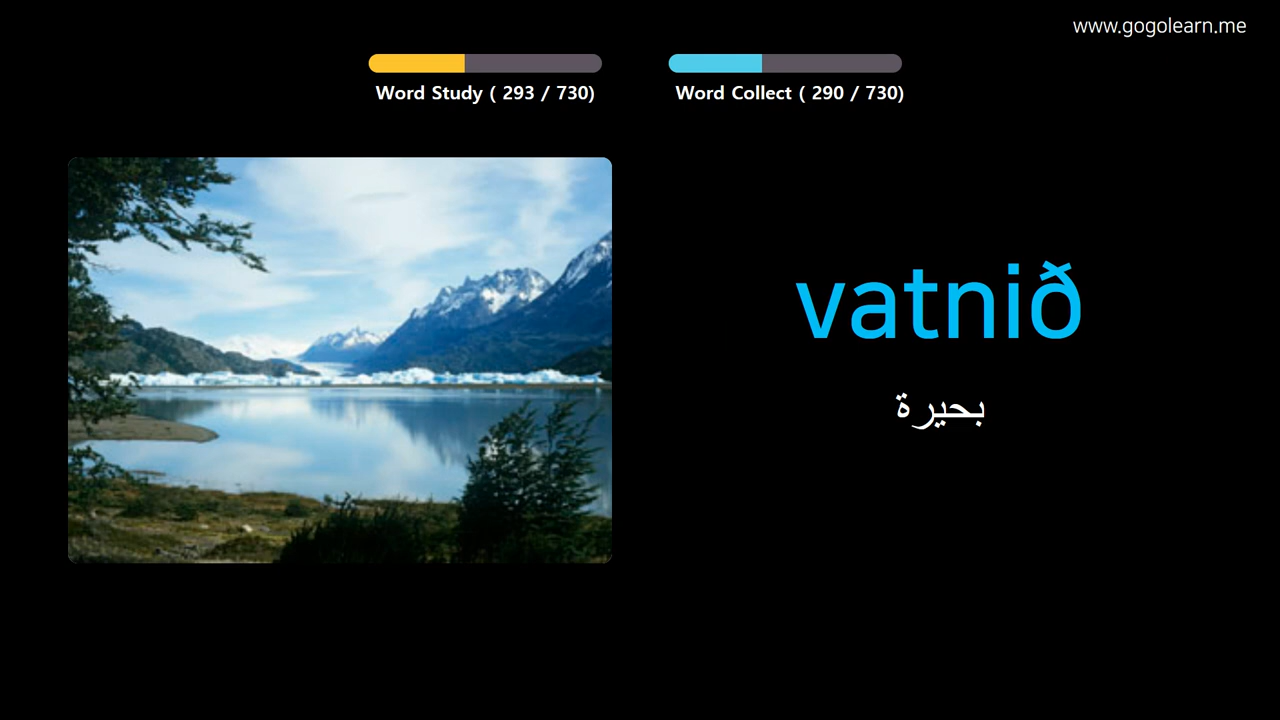 www.gogolearn.me
Word Study ( 293 / 730)
Word Collect ( 290 / 730)
vatnið
بحيرة